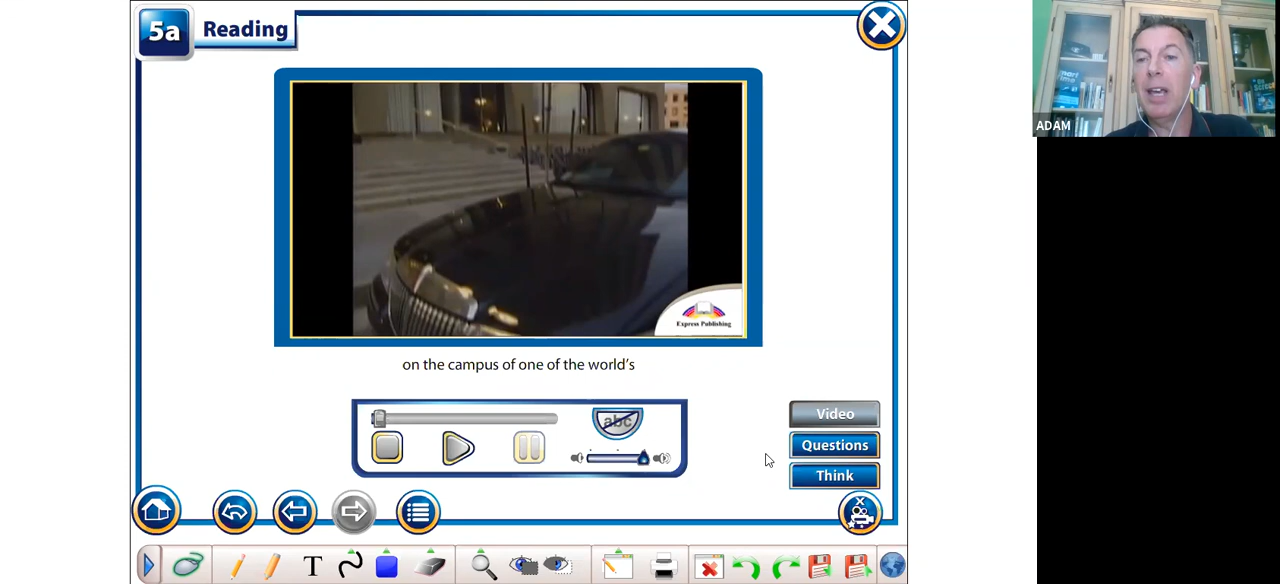 5a
Reading
ADAM
Express Publishing
on the campus of one of the world's
abc
Video
Questions
Think
T